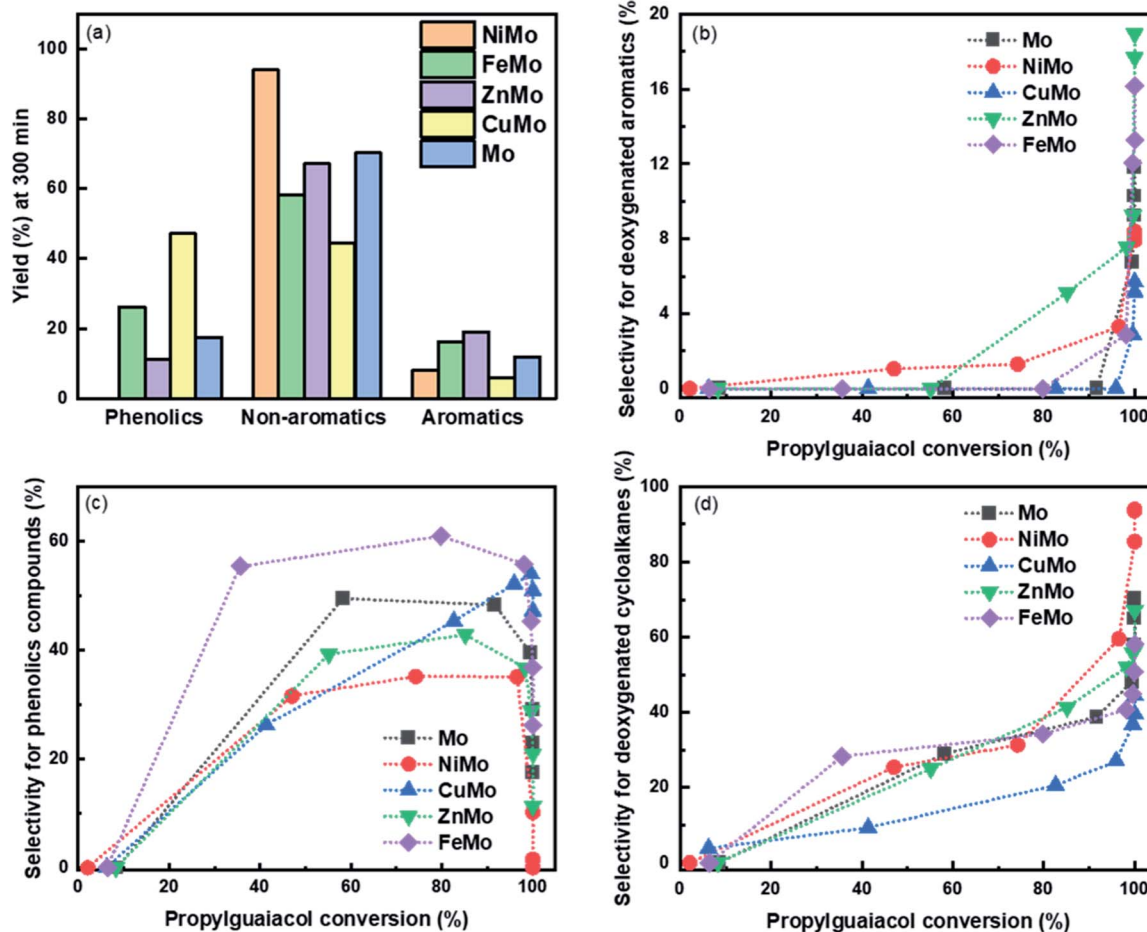 (a)
NiMo
FeMo
ZnMo
CuMo
Mo
100
80
60
40
20
0
Yield (%) at 300 min
Phenolics Non-aromatics Aromatics
(b)
Mo
NiMo
CuMo
ZnMo
FeMo
20
16
12
8
4
0
Selectivity for deoxygenated aromatics (%)
0 20 40 60 80 100
Propylguaiacol conversion (%)
(c)
60
40
20
0
Selectivity for phenolics compounds (%)
Mo
NiMo
CuMo
ZnMo
FeMo
0 20 40 60 80 100
Propylguaiacol conversion (%)
(d)
Mo
NiMo
CuMo
ZnMo
FeMo
100
80
60
40
20
0
Selectivity for deoxygenated cycloalkanes (%)
0 20 40 60 80 100
Propylguaiacol conversion (%)